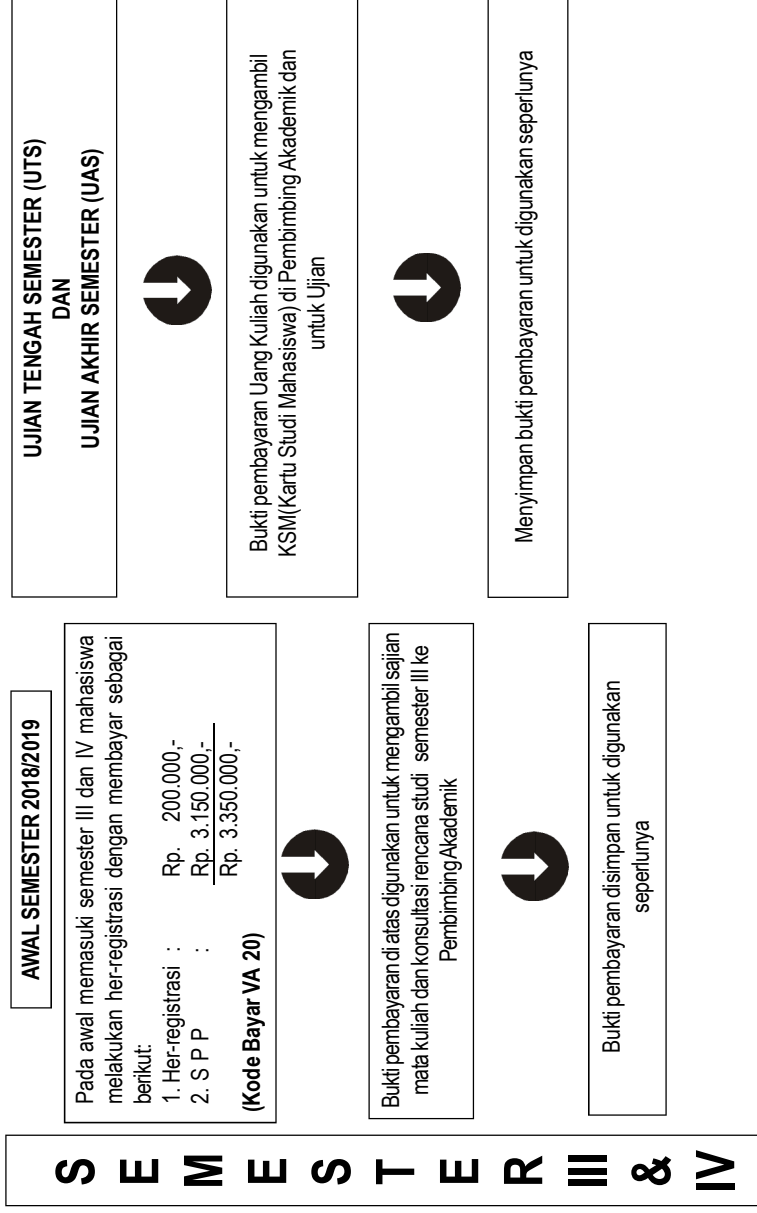 SEMESTER III & IV
AWAL SEMESTER 2018/2019
Pada awal memasuki semester III dan IV mahasiswa
melakukan her-registrasi dengan membayar sebagai
berikut:
1. Her-registrasi : Rp. 200.000,-
2. S P P : Rp. 3.150.000,-
Rp. 3.350.000,-
(Kode Bayar VA 20)
Bukti pembayaran di atas digunakan untuk mengambil sajian
mata kuliah dan konsultasi rencana studi semester III ke
Pembimbing Akademik
Bukti pembayaran disimpan untuk digunakan
seperlunya
UJIAN TENGAH SEMESTER (UTS)
DAN
UJIAN AKHIR SEMESTER (UAS)
Bukti pembayaran Uang Kuliah digunakan untuk mengambil
KSM(Kartu Studi Mahasiswa) di Pembimbing Akademik dan
untuk Ujian
Menyimpan bukti pembayaran untuk digunakan seperlunya